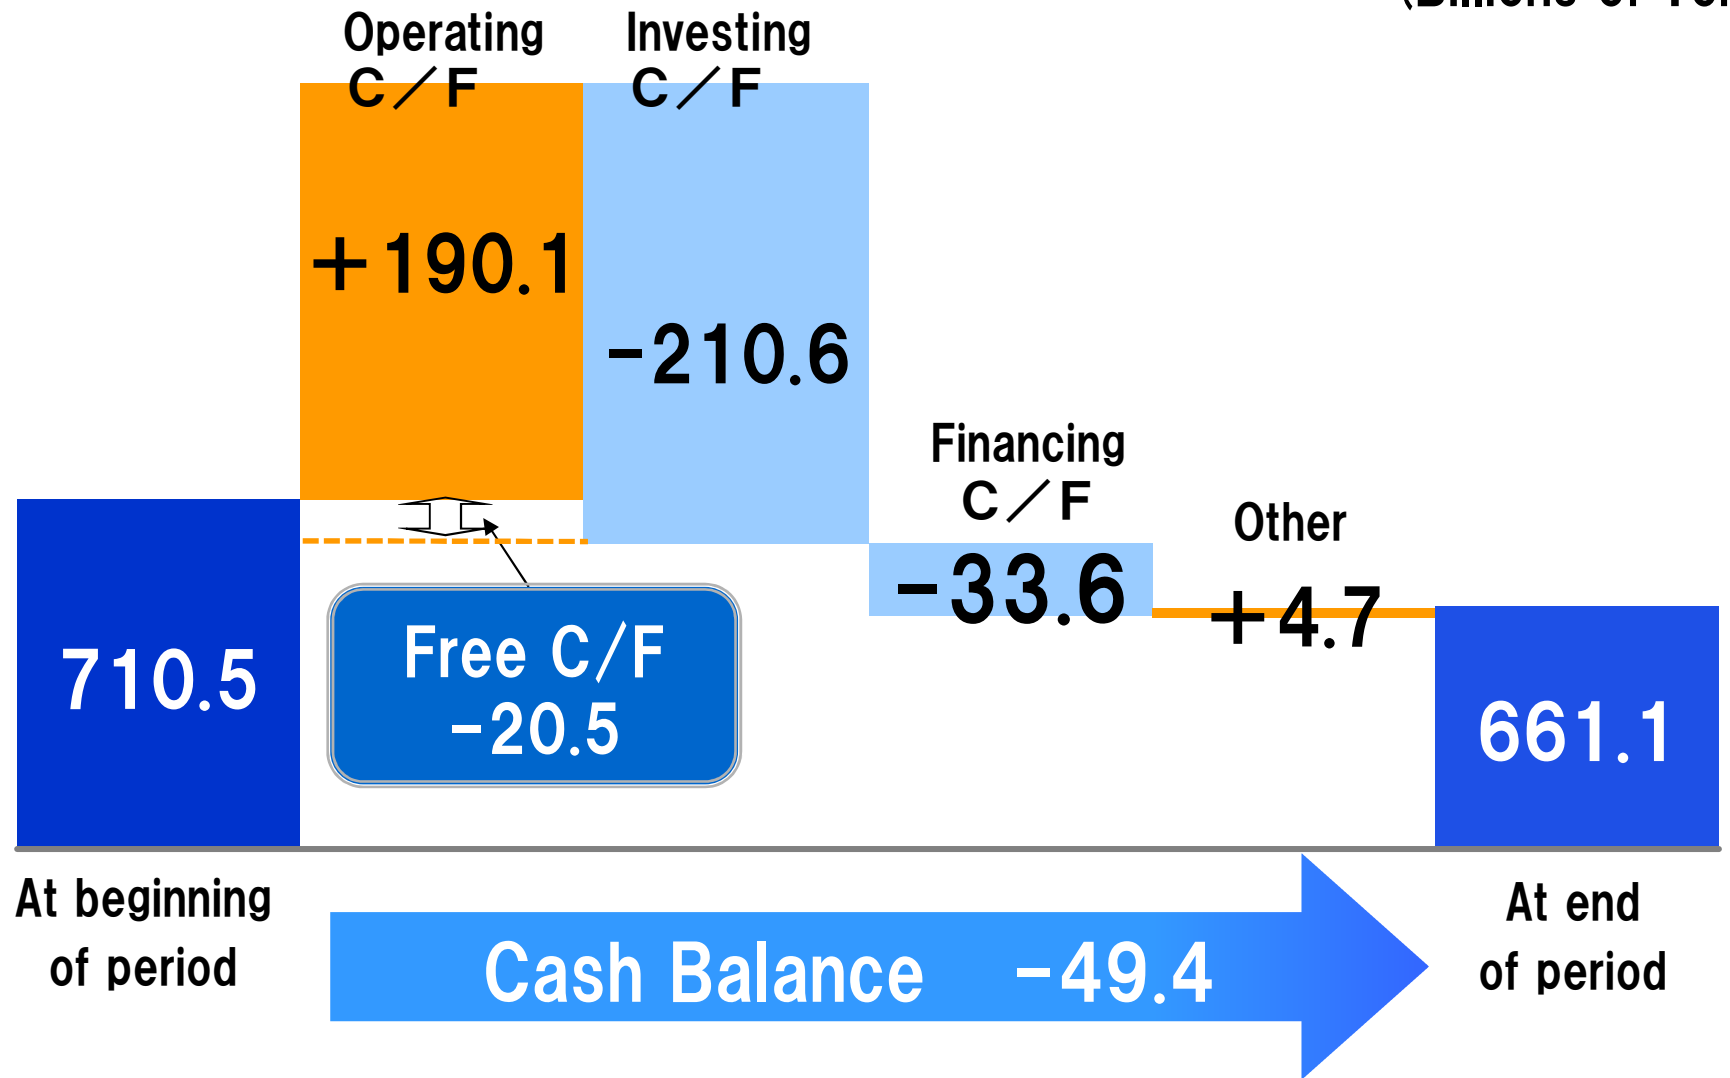 Operating
C／F
Investing
C／F
+190.1
-210.6
Financing
C／F
-33.6
Other
+4.7
710.5
Free C/F
-20.5
661.1
At beginning
of period
Cash Balance -49.4
At end
of period